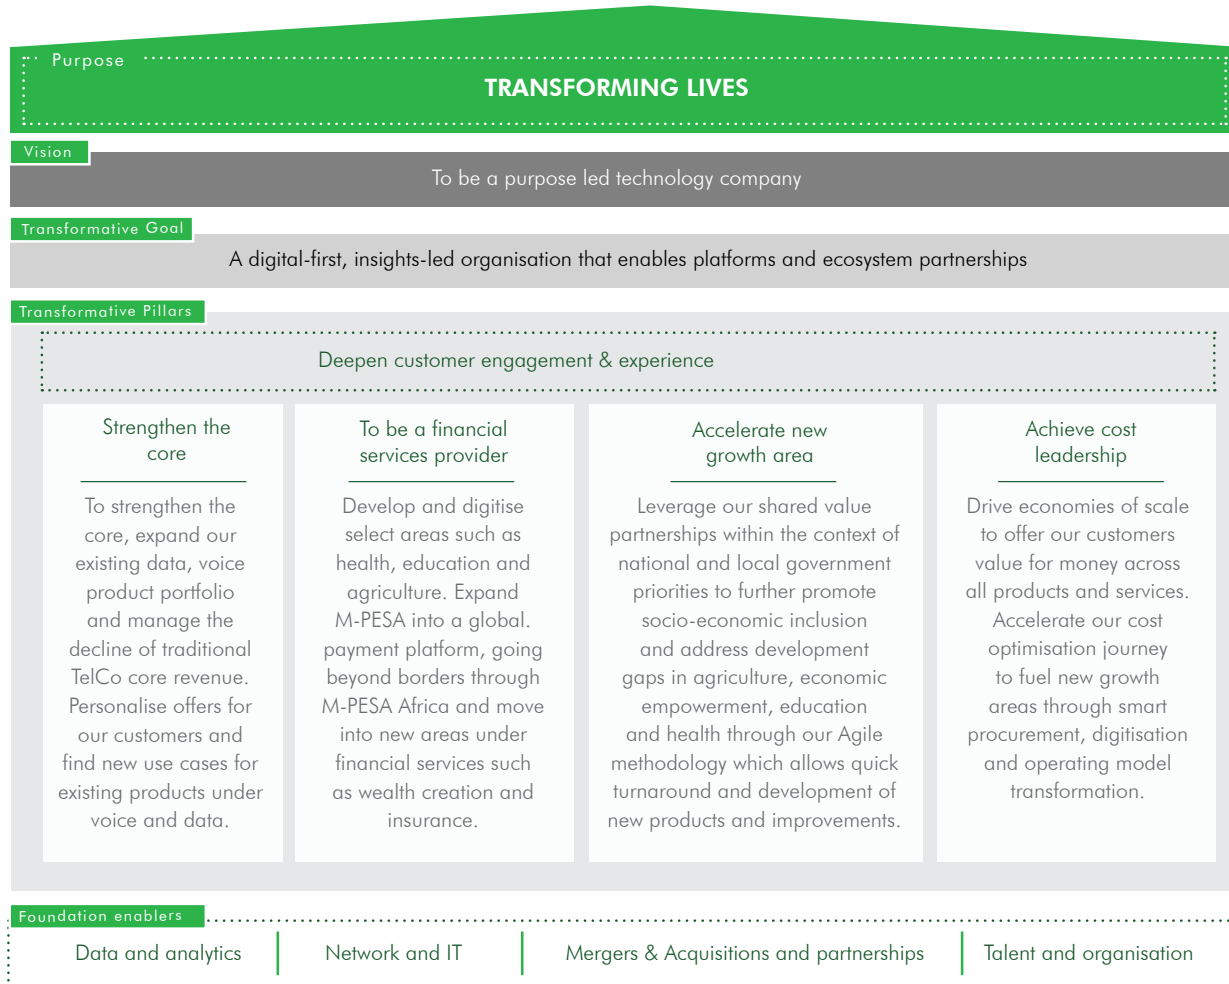 Purpose
TRANSFORMING LIVES
Vision
To be a purpose led technology company
Transformative Goal
A digital-first, insights-led organisation that enables platforms and ecosystem partnerships
Transformative Pillars
Deepen customer engagement & experience
Strengthen the
core
To strengthen the
core, expand our
existing data, voice
product portfolio
and manage the
decline of traditional
TelCo core revenue.
Personalise offers for
our customers and
find new use cases for
existing products under
voice and data.
To be a financial
services provider
Develop and digitise
select areas such as
health, education and
agriculture. Expand
M-PESA into a global.
payment platform, going
beyond borders through
M-PESA Africa and move
into new areas under
financial services such
as wealth creation and
insurance.
Accelerate new
growth area
Leverage our shared value
partnerships within the context of
national and local government
priorities to further promote
socio-economic inclusion
and address development
gaps in agriculture, economic
empowerment, education
and health through our Agile
methodology which allows quick
turnaround and development of
new products and improvements.
Achieve cost
leadership
Drive economies of scale
to offer our customers
value for money across
all products and services.
Accelerate our cost
optimisation journey
to fuel new growth
areas through smart
procurement, digitisation
and operating model
transformation.
Foundation enablers
Data and analytics
Network and IT
Mergers & Acquisitions and partnerships
Talent and organisation